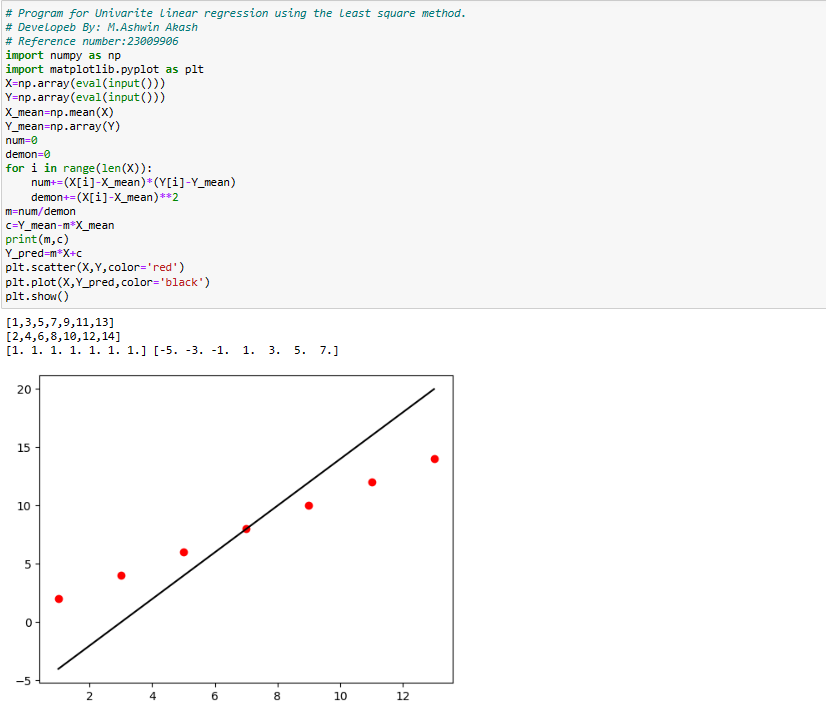 # Program for Univarite linear regression using the least square method.
# Developeb By: M.Ashwin Akash
# Reference number:23009906
import numpy as np
import matplotlib.pyplot as plt
X=np.array(eval(input()))
Y=np.array(eval(input()))
X_mean=np.mean(X)
Y_mean=np.array(Y)
num=0
demon=0
for i in range(len(X)):
    num+=(X[i]-X_mean)*(Y[i]-Y_mean)
    demon+=(X[i]-X_mean)**2
m=num/demon
c=Y_mean-m*X_mean
print(m,c)
Y_pred=m*X+c
plt.scatter(X,Y,color='red')
plt.plot(X,Y_pred,color='black')
plt.show()
[1,3,5,7,9,11,13]
[2,4,6,8,10,12,14]
[1. 1. 1. 1. 1. 1. 1.] [-5. -3. -1.  1.  3.  5.  7.]
20
15
10
5
0
−5
2 4 6 8 10 12